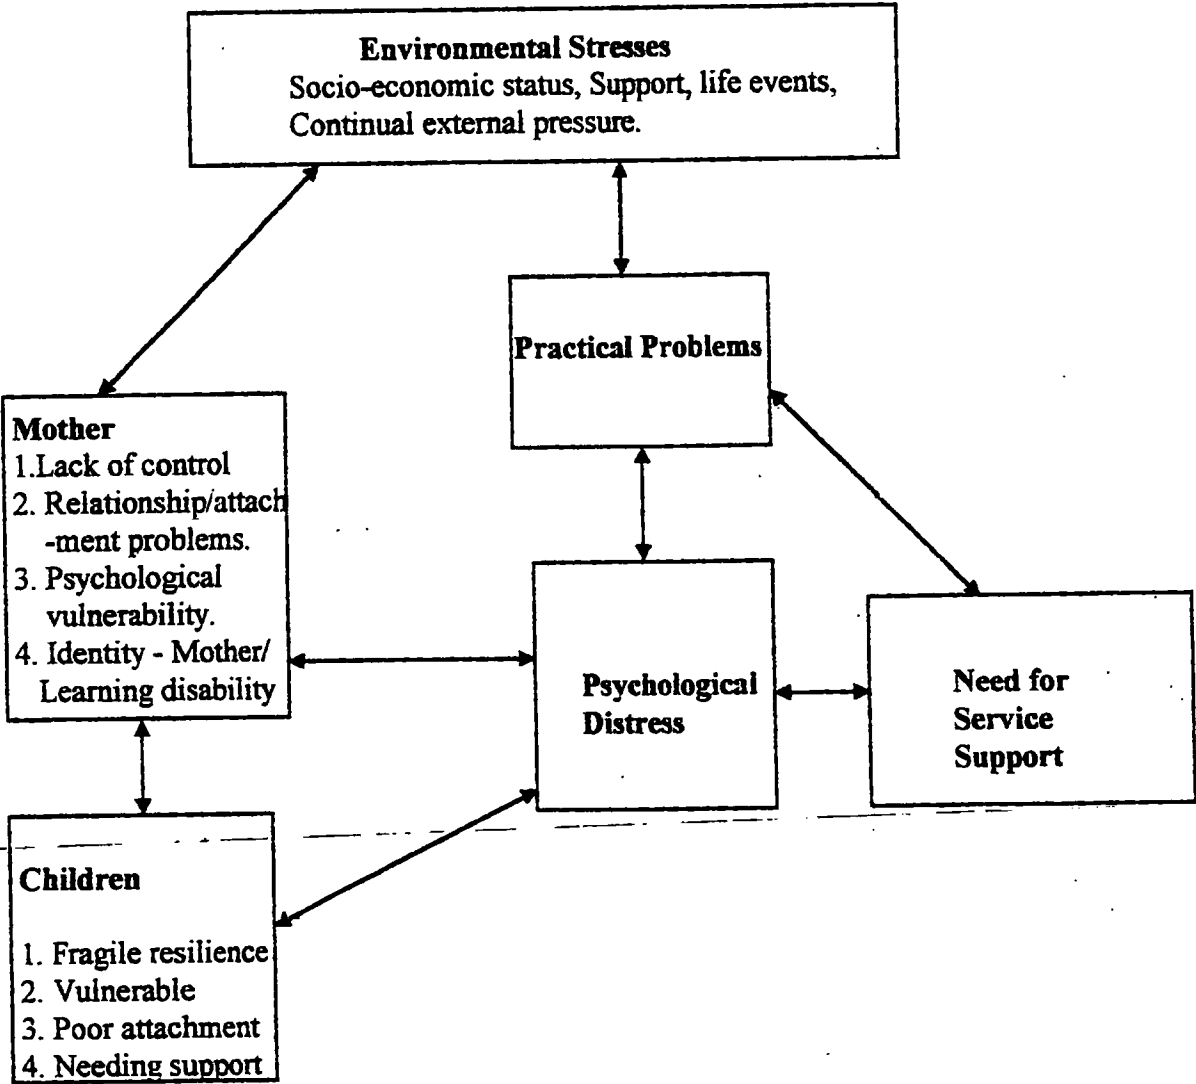 Environmental Stresses
Socio-economic status, Support, life events,
Continual external pressure.
Practical Problems
Mother
1.Lack of control
2. Relationship/attach
-ment problems.
3. Psychological
vulnerability.
4. Identity - Mother/
Learning disability
Psychological
Distress
Need for
Service
Support
Children
1. Fragile resilience
2. Vulnerable
3. Poor attachment
4. Needing support